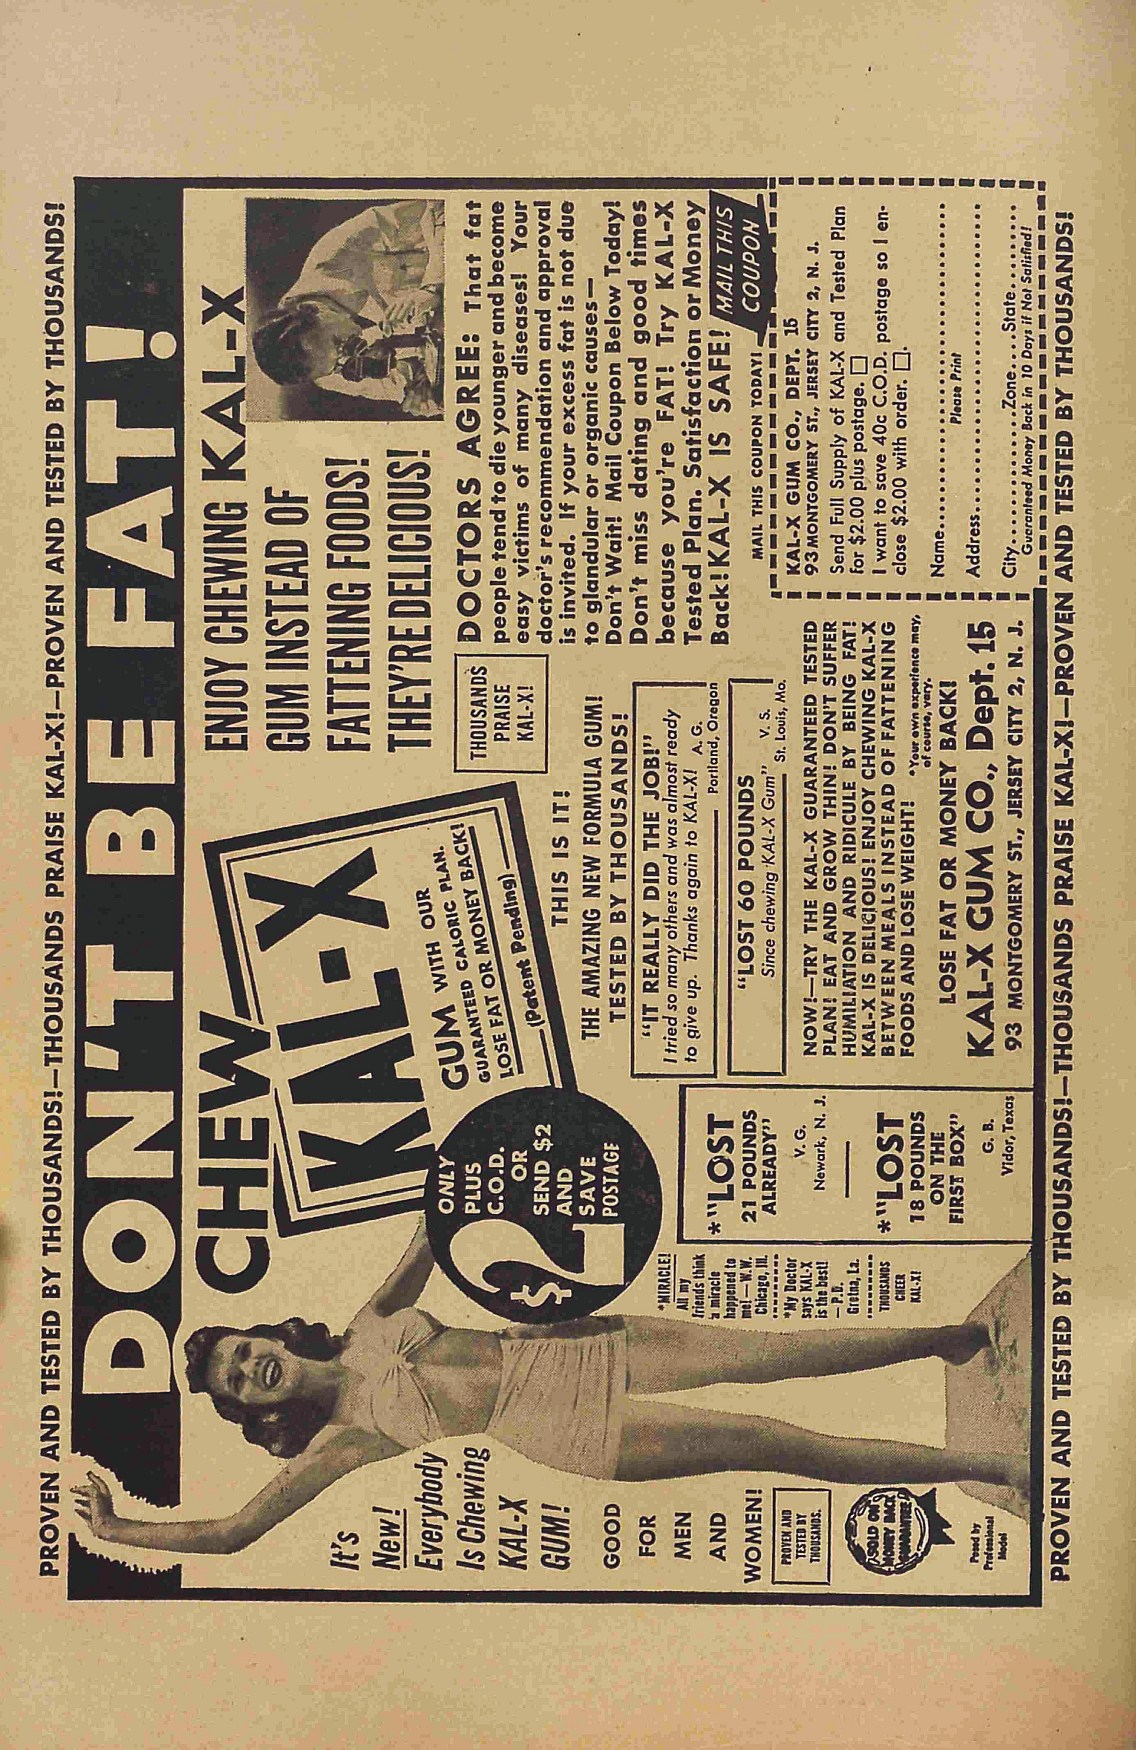 PROVEN AND TESTED BY THOUSANDS!—THOUSANDS PRAISE KAL-X!—PROVEN AND TESTED BY THOUSANDS!
DON'T BE FAT!
CHEW
KAL-X
GUM WITH OUR
GUARANTEED CALORIC PLAN.
LOSE FAT OR MONEY BACK!
(Patent Pending)
ENJOY CHEWING KAL-X
GUM INSTEAD OF
FATTENING FOODS!
THEY'RE DELICIOUS!
It's
New!
Everybody
Is Chewing
KAL-X
GUM!
GOOD
FOR
MEN
AND
WOMEN!
PROVEN AND
TESTED BY
THOUSANDS.
SOLD ON
MONEY BACK
GUARANTEE
Posed by
Professional
Model
ONLY
$2
PLUS
C.O.D.
OR
SEND $2
AND
SAVE
POSTAGE
*MIRACLE!
All my
friends think
a miracle
happened to
me! — W. W.
Chicago, Ill.
*My Doctor
says KAL-X
is the best!
— P. D.
Gretna, La.
THOUSANDS
CHEER
KAL-X!
*"LOST
21 POUNDS
ALREADY"
V. G.
Newark, N. J.
*"LOST
18 POUNDS
ON THE
FIRST BOX"
G. B.
Vidor, Texas
THIS IS IT!
THE AMAZING NEW FORMULA GUM!
TESTED BY THOUSANDS!
"IT REALLY DID THE JOB!"
I tried so many others and was almost ready
to give up. Thanks again to KAL-X! A. G.
Portland, Oregon
"LOST 60 POUNDS
Since chewing KAL-X Gum" V. S.
St. Louis, Mo.
NOW!—TRY THE KAL-X GUARANTEED TESTED
PLAN! EAT AND GROW THIN! DON'T SUFFER
HUMILIATION AND RIDICULE BY BEING FAT!
KAL-X IS DELICIOUS! ENJOY CHEWING KAL-X
BETWEEN MEALS INSTEAD OF FATTENING
FOODS AND LOSE WEIGHT!
*Your own experience may,
of course, vary.
LOSE FAT OR MONEY BACK!
KAL-X GUM CO., Dept. 15
93 MONTGOMERY ST., JERSEY CITY 2, N. J.
THOUSANDS
PRAISE
KAL-X!
DOCTORS AGREE: That fat
people tend to die younger and become
easy victims of many diseases! Your
doctor's recommendation and approval
is invited. If your excess fat is not due
to glandular or organic causes—
Don't Wait! Mail Coupon Below Today!
Don't miss dating and good times
because you're FAT! Try KAL-X
Tested Plan. Satisfaction or Money
Back! KAL-X IS SAFE!
MAIL THIS
COUPON
MAIL THIS COUPON TODAY!
KAL-X GUM CO., DEPT. 15
93 MONTGOMERY ST., JERSEY CITY 2, N. J.
Send Full Supply of KAL-X and Tested Plan
for $2.00 plus postage. □
I want to save 40c C.O.D. postage so I en-
close $2.00 with order. □.
Name
Please Print
Address
City Zone State
Guaranteed Money Back in 10 Days if Not Satisfied!
PROVEN AND TESTED BY THOUSANDS!—THOUSANDS PRAISE KAL-X!—PROVEN AND TESTED BY THOUSANDS!